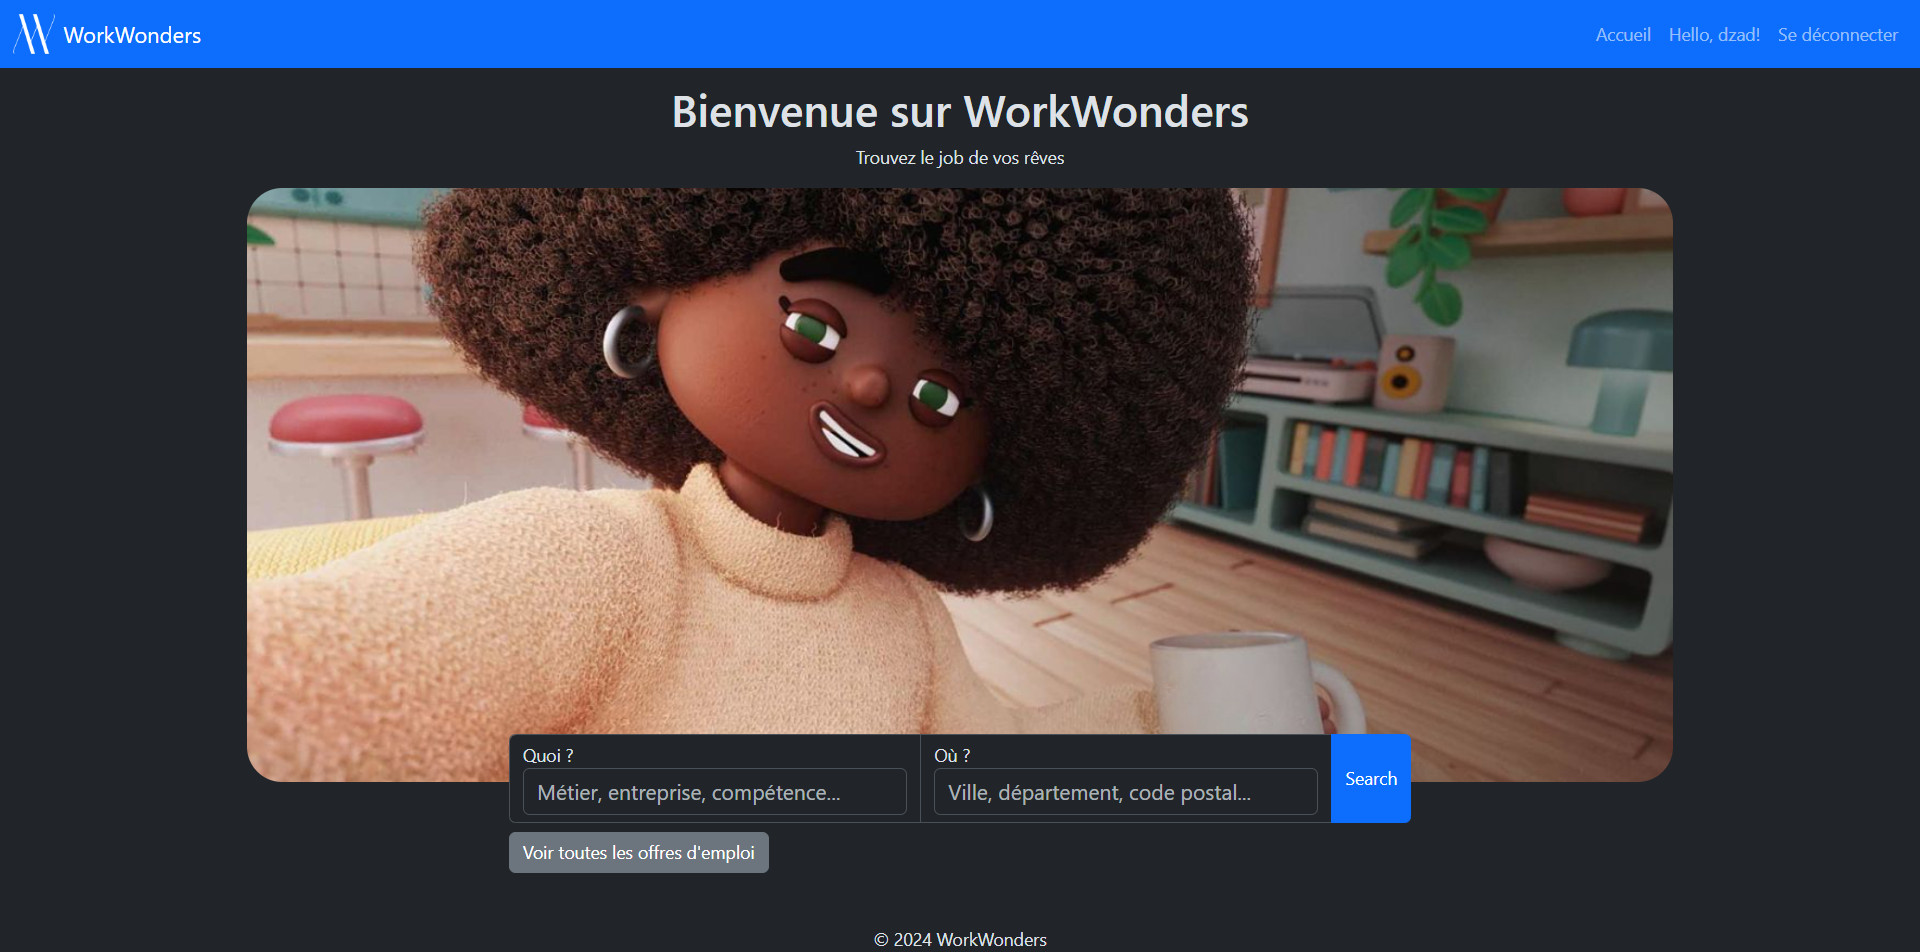 WorkWonders
Accueil Hello, dzad! Se déconnecter
Bienvenue sur WorkWonders
Trouvez le job de vos rêves
Quoi ?
Métier, entreprise, compétence...
Où ?
Ville, département, code postal...
Search
Voir toutes les offres d'emploi
© 2024 WorkWonders